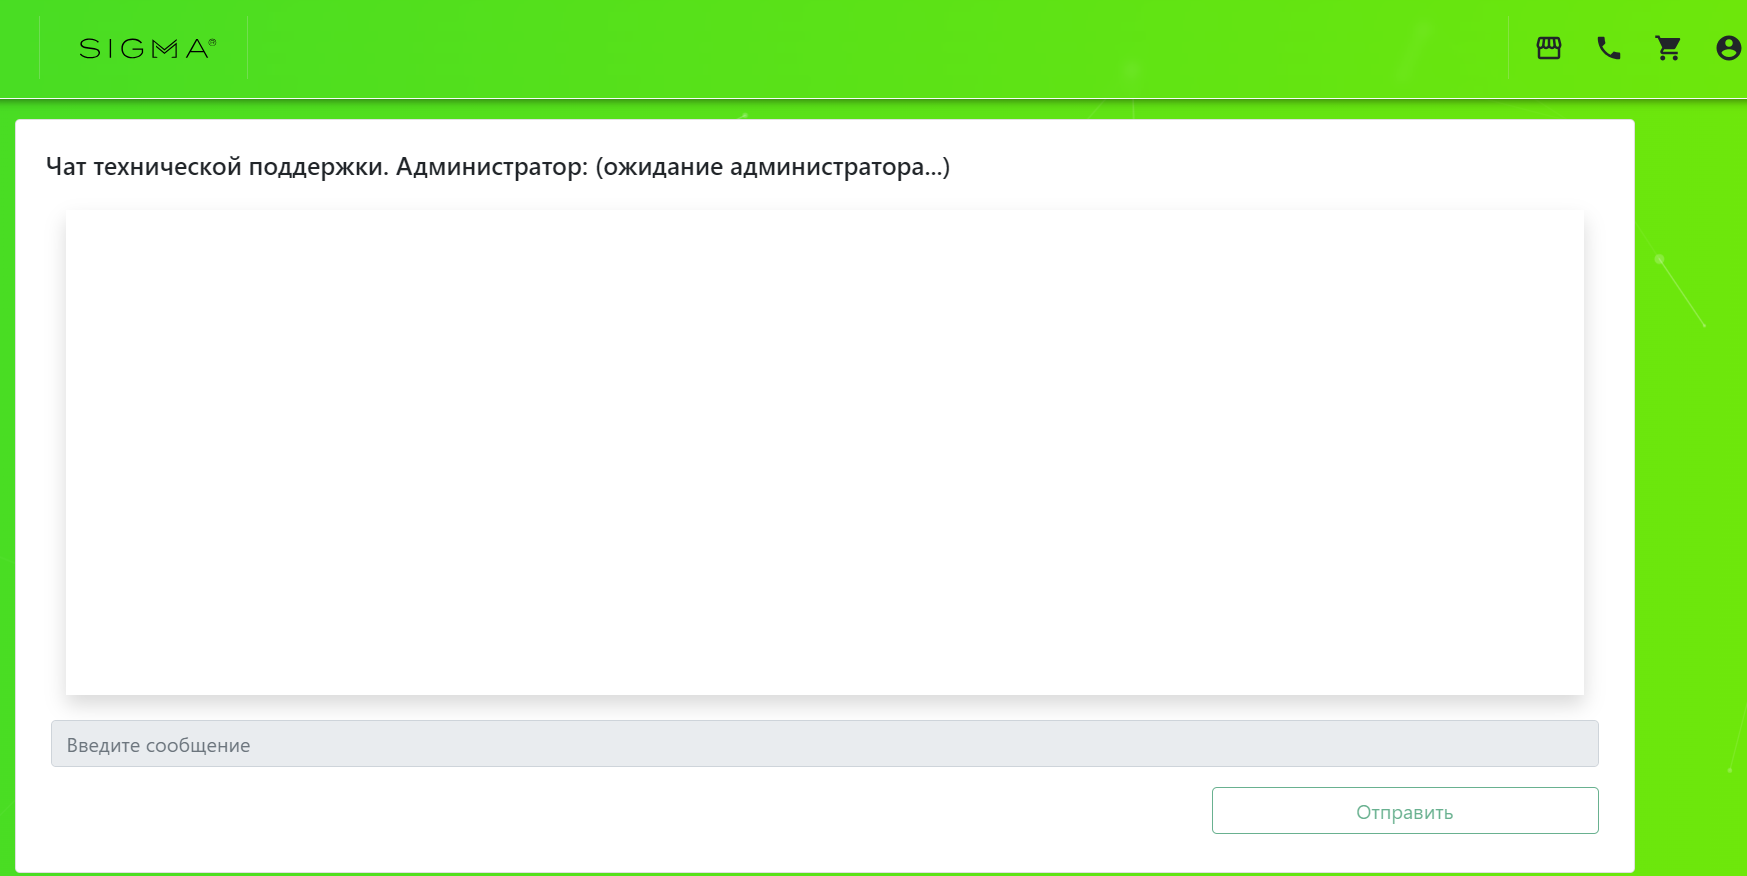 SIGMA®
Чат технической поддержки. Администратор: (ожидание администратора...)
Введите сообщение
Отправить